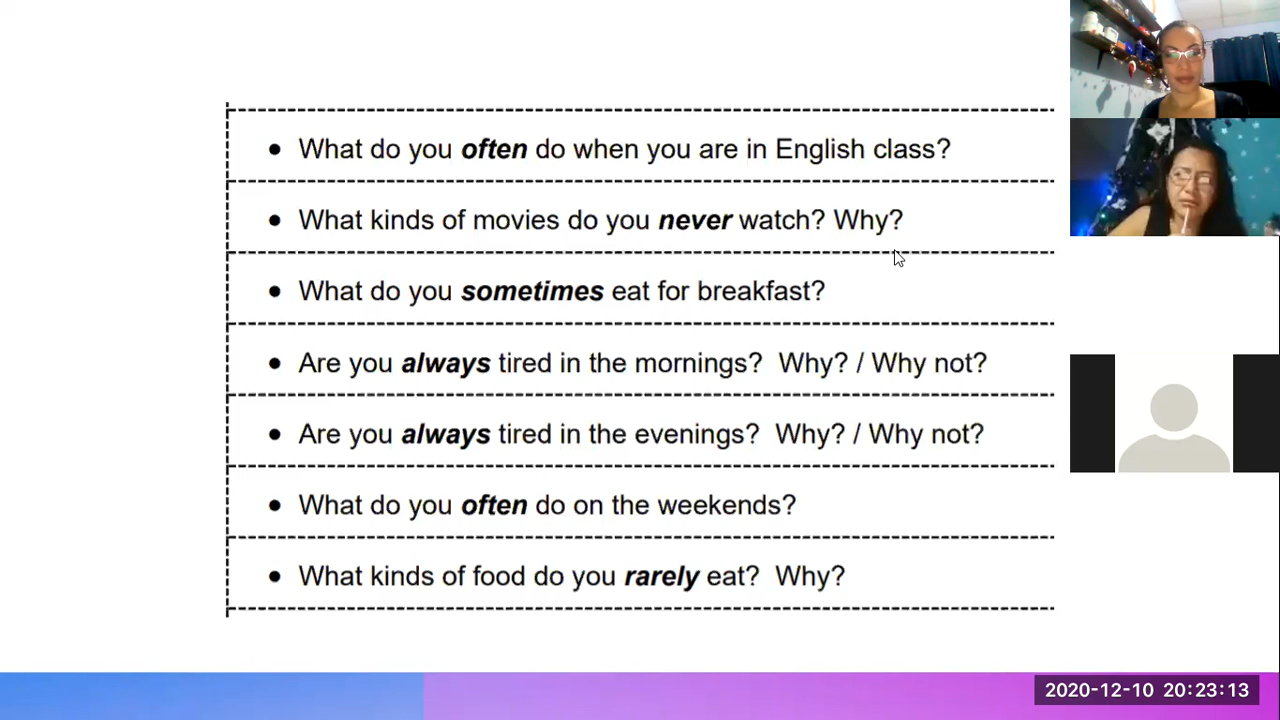 • What do you often do when you are in English class?
• What kinds of movies do you never watch? Why?
• What do you sometimes eat for breakfast?
• Are you always tired in the mornings?  Why? / Why not?
• Are you always tired in the evenings?  Why? / Why not?
• What do you often do on the weekends?
• What kinds of food do you rarely eat?  Why?
2020-12-10 20:23:13